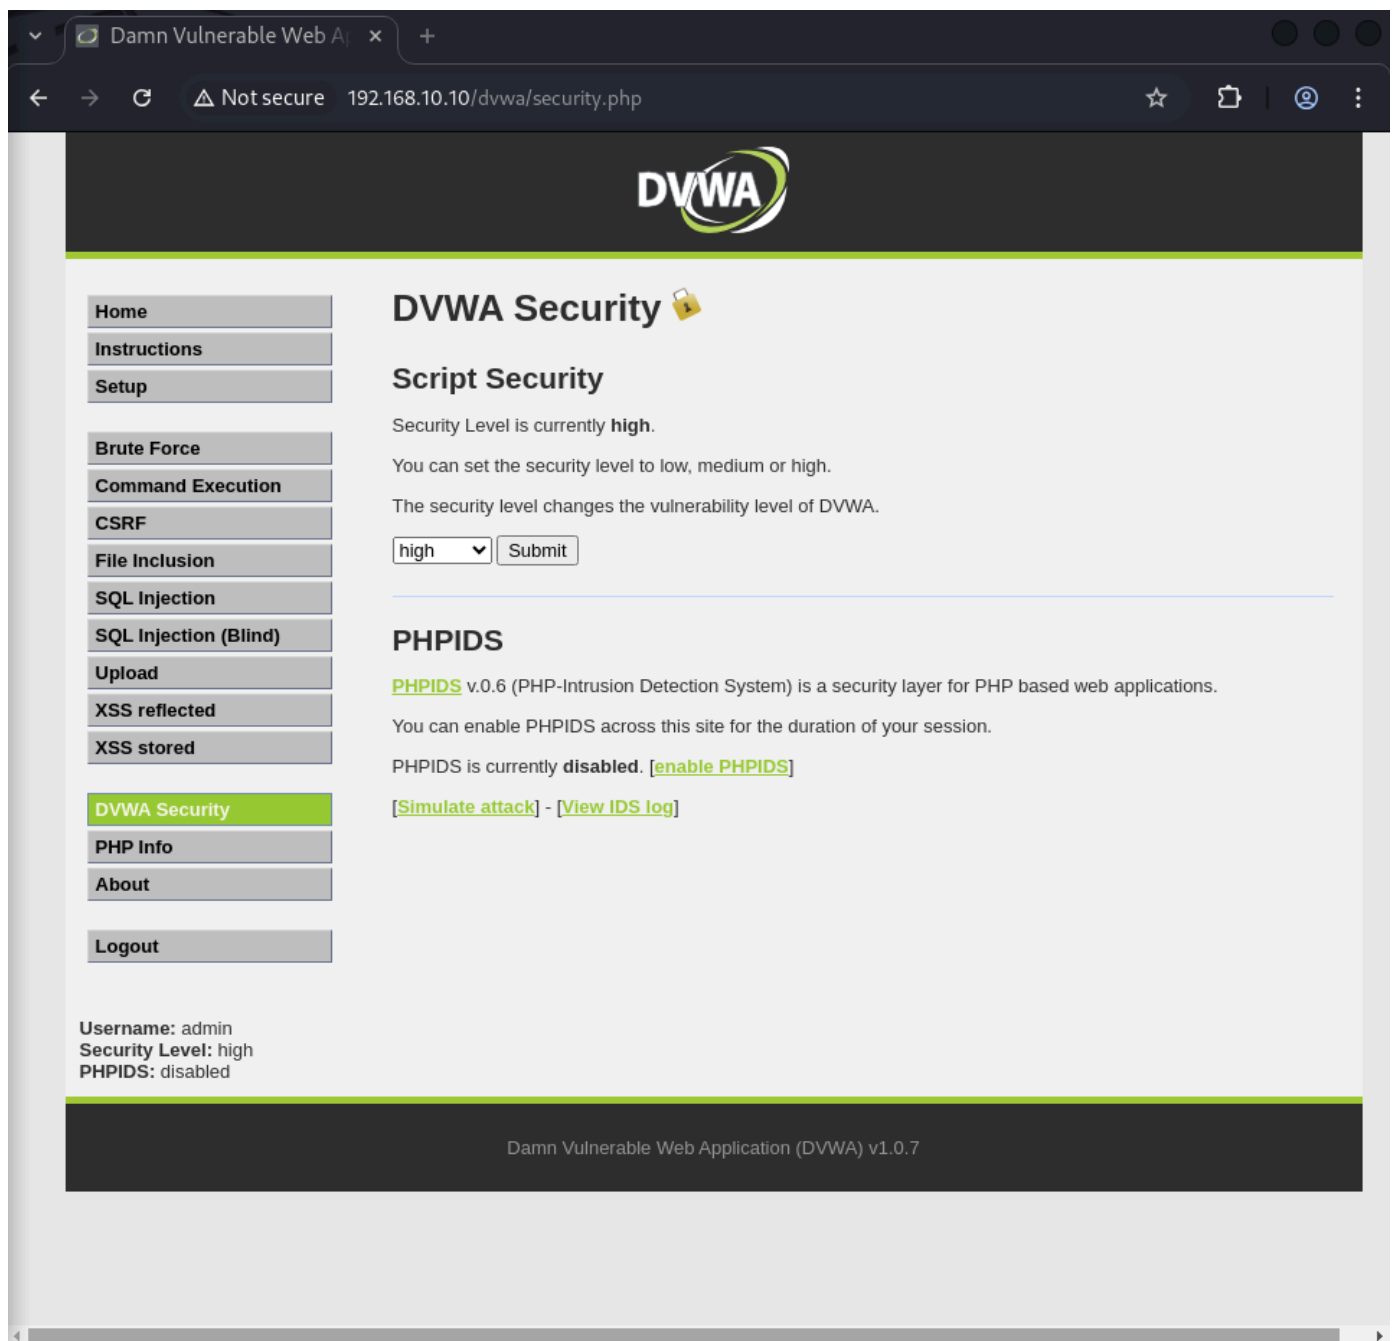 Damn Vulnerable Web Ap
Not secure 192.168.10.10/dvwa/security.php
DVWA
Home
Instructions
Setup
Brute Force
Command Execution
CSRF
File Inclusion
SQL Injection
SQL Injection (Blind)
Upload
XSS reflected
XSS stored
DVWA Security
PHP Info
About
Logout
Username: admin
Security Level: high
PHPIDS: disabled
DVWA Security
Script Security
Security Level is currently high.
You can set the security level to low, medium or high.
The security level changes the vulnerability level of DVWA.
high Submit
PHPIDS
PHPIDS v.0.6 (PHP-Intrusion Detection System) is a security layer for PHP based web applications.
You can enable PHPIDS across this site for the duration of your session.
PHPIDS is currently disabled. [enable PHPIDS]
[Simulate attack] - [View IDS log]
Damn Vulnerable Web Application (DVWA) v1.0.7